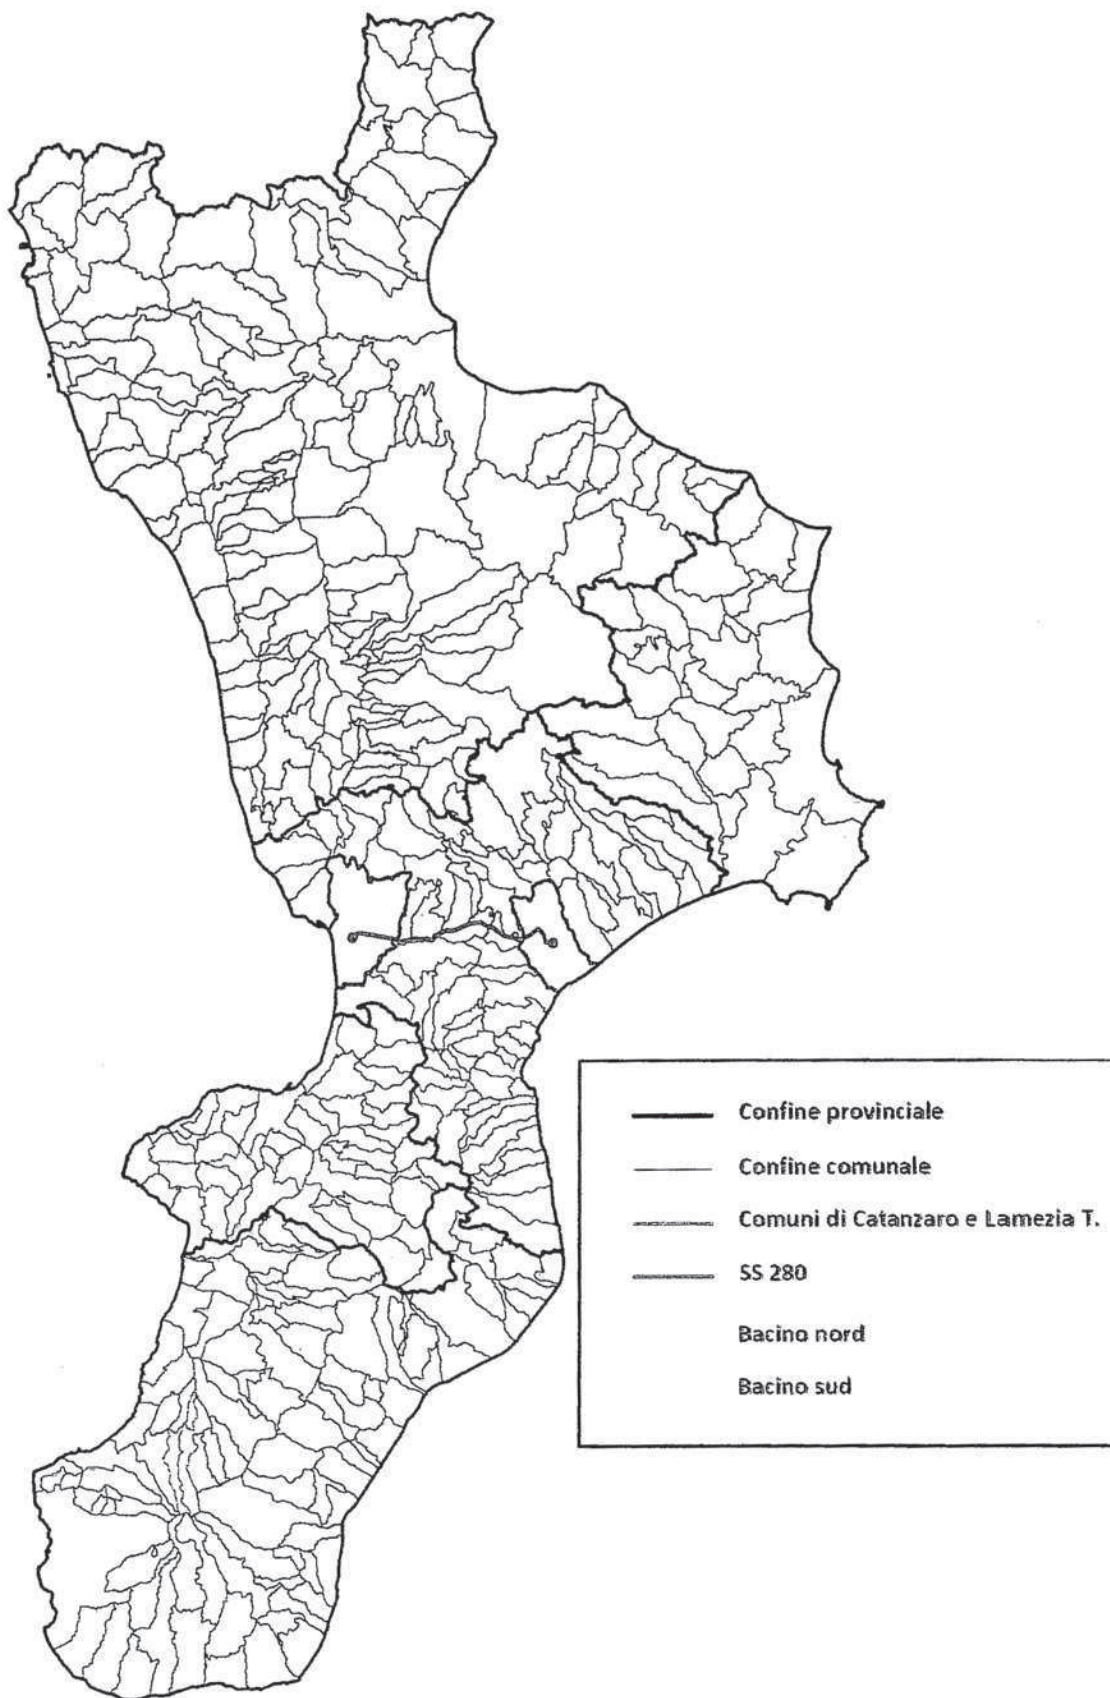 Confine provinciale
Confine comunale
Comuni di Catanzaro e Lamezia T.
SS 280
Bacino nord
Bacino sud